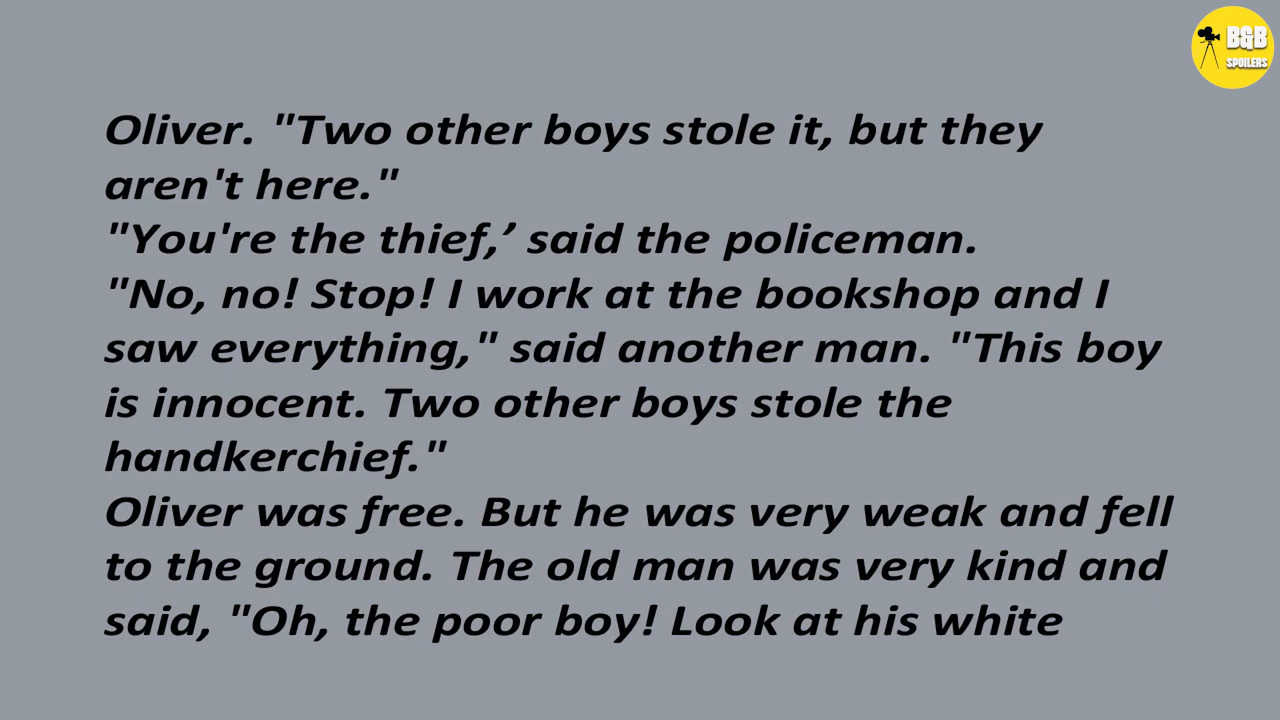 B&B
SPOILERS
Oliver. "Two other boys stole it, but they
aren't here."
"You're the thief,’ said the policeman.
"No, no! Stop! I work at the bookshop and I
saw everything," said another man. "This boy
is innocent. Two other boys stole the
handkerchief."
Oliver was free. But he was very weak and fell
to the ground. The old man was very kind and
said, "Oh, the poor boy! Look at his white